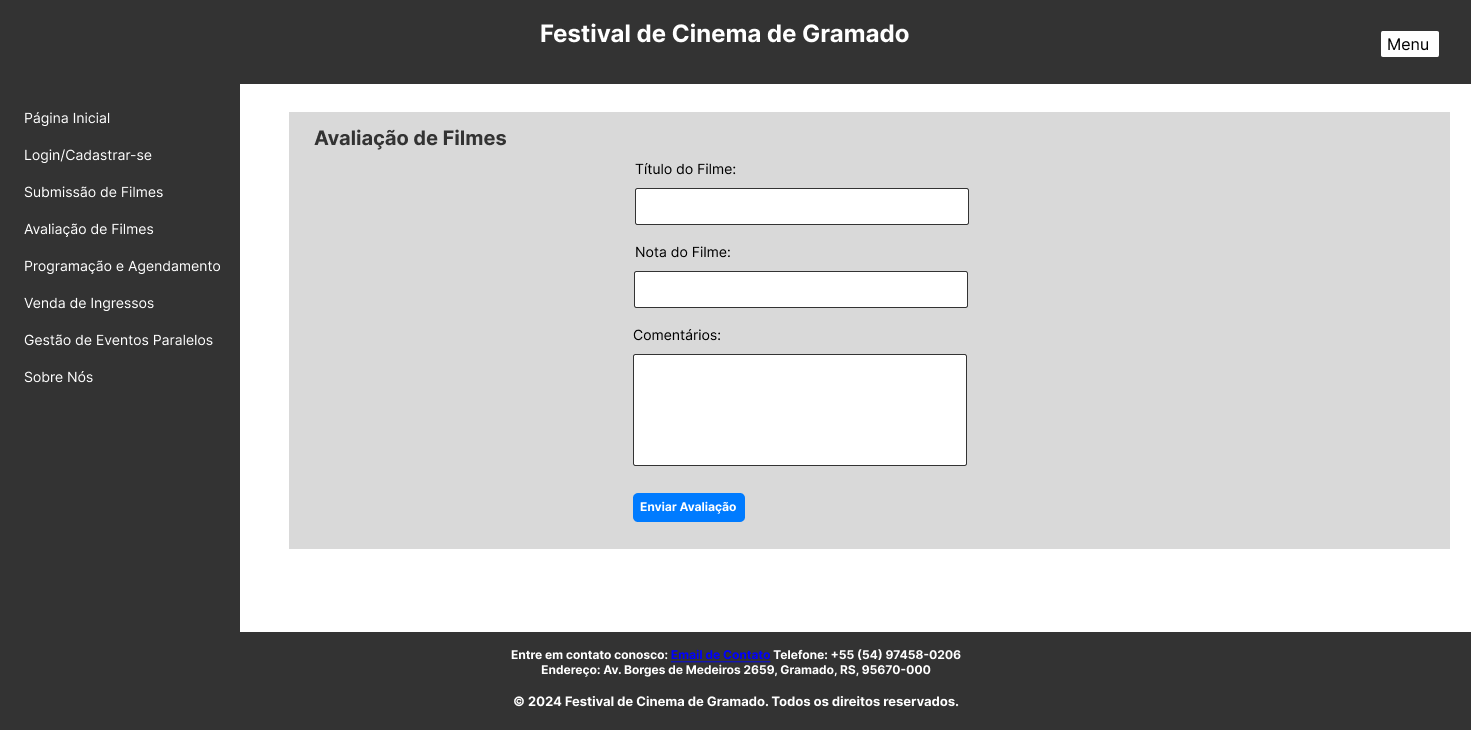 Festival de Cinema de Gramado
Menu
Página Inicial
Login/Cadastrar-se
Submissão de Filmes
Avaliação de Filmes
Programação e Agendamento
Venda de Ingressos
Gestão de Eventos Paralelos
Sobre Nós
Avaliação de Filmes
Título do Filme:
Nota do Filme:
Comentários:
Enviar Avaliação
Entre em contato conosco: Email de Contato Telefone: +55 (54) 97458-0206
Endereço: Av. Borges de Medeiros 2659, Gramado, RS, 95670-000
© 2024 Festival de Cinema de Gramado. Todos os direitos reservados.